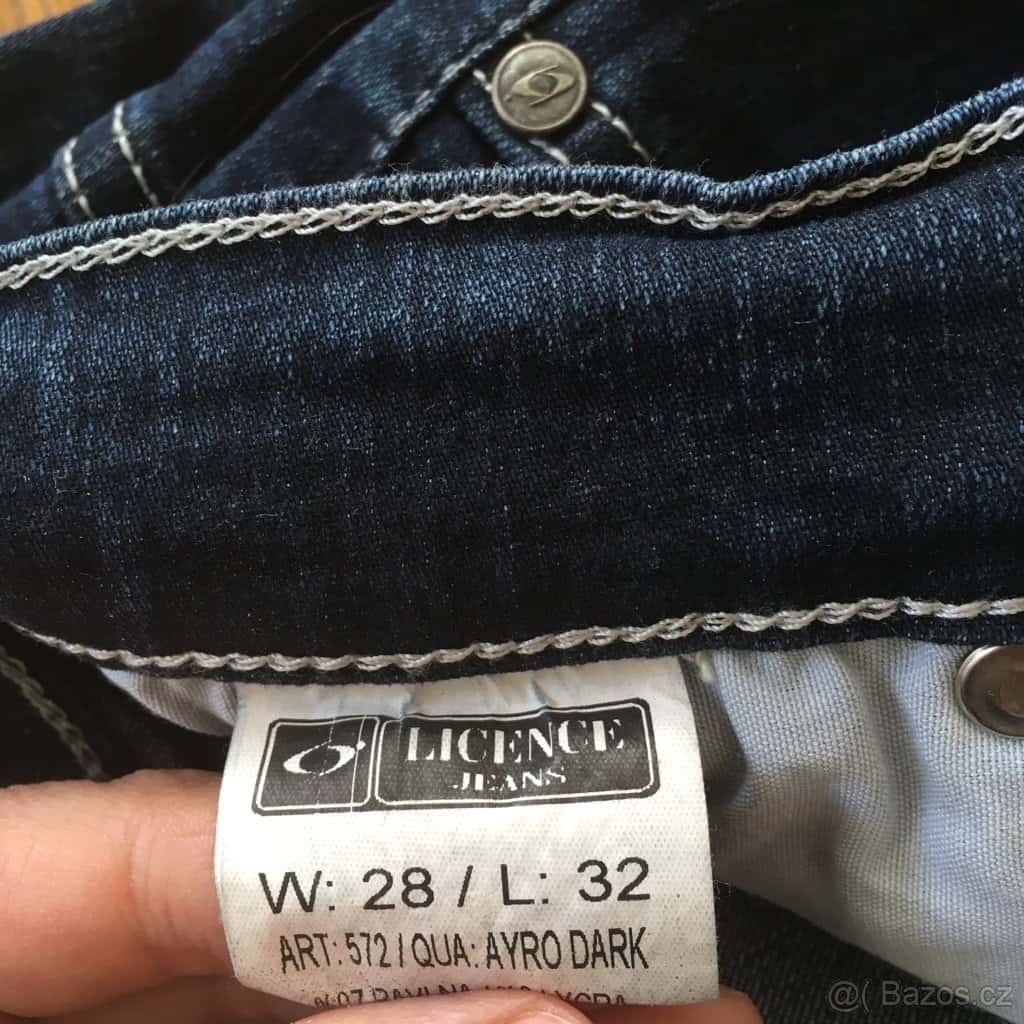 LICENCE
JEANS
W: 28 / L: 32
ART: 572 / QUA: AYRO DARK
@( Bazos.cz